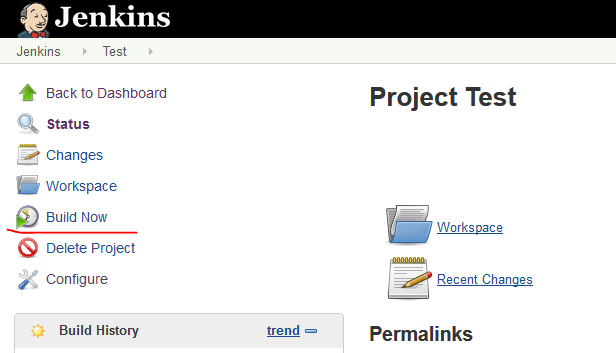 Jenkins
Jenkins Test
Back to Dashboard
Status
Changes
Workspace
Build Now
Delete Project
Configure
Build History trend
Project Test
Workspace
Recent Changes
Permalinks